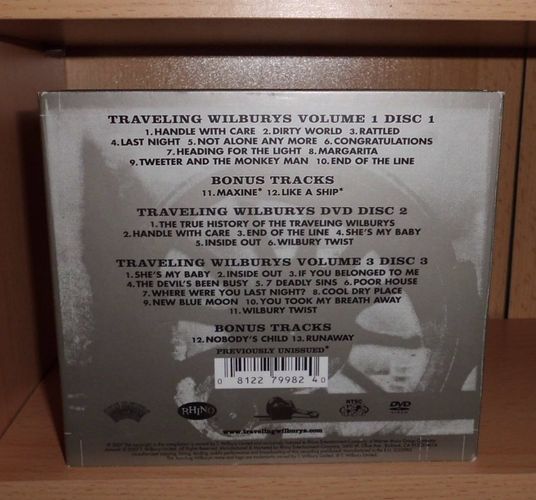 TRAVELING WILBURYS VOLUME 1 DISC 1
1. HANDLE WITH CARE 2. DIRTY WORLD 3. RATTLED
4. LAST NIGHT 5. NOT ALONE ANY MORE 6. CONGRATULATIONS
7. HEADING FOR THE LIGHT 8. MARGARITA
9. TWEETER AND THE MONKEY MAN 10. END OF THE LINE
BONUS TRACKS
11. MAXINE* 12. LIKE A SHIP*
TRAVELING WILBURYS DVD DISC 2
1. THE TRUE HISTORY OF THE TRAVELING WILBURYS
2. HANDLE WITH CARE 3. END OF THE LINE 4. SHE'S MY BABY
5. INSIDE OUT 6. WILBURY TWIST
TRAVELING WILBURYS VOLUME 3 DISC 3
1. SHE'S MY BABY 2. INSIDE OUT 3. IF YOU BELONGED TO ME
4. THE DEVIL'S BEEN BUSY 5. 7 DEADLY SINS 6. POOR HOUSE
7. WHERE WERE YOU LAST NIGHT? 8. COOL DRY PLACE
9. NEW BLUE MOON 10. YOU TOOK MY BREATH AWAY
11. WILBURY TWIST
BONUS TRACKS
12. NOBODY'S CHILD 13. RUNAWAY
PREVIOUSLY UNISSUED*
0 81227 99824 0
RHINO
NTSC
DVD
www.travelingwilburys.com